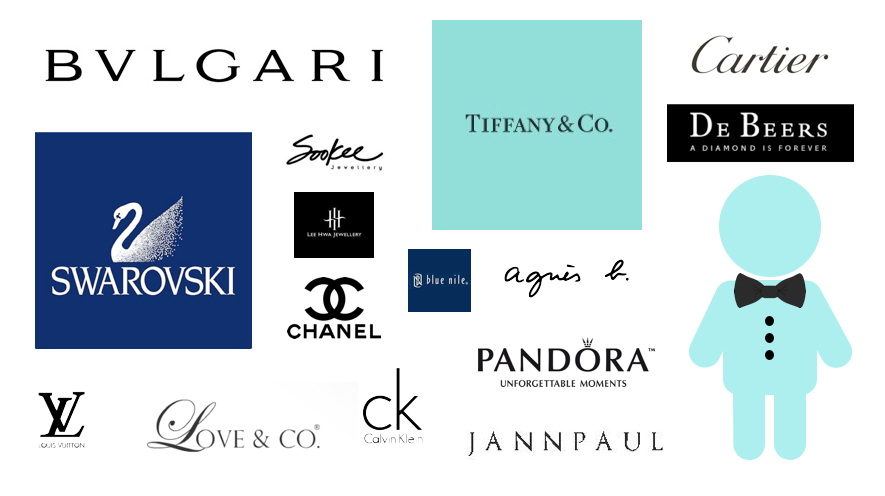 BVLGARI
TIFFANY & CO.
Cartier
DE BEERS
A DIAMOND IS FOREVER
SWAROVSKI
Sookee
Jewellery
LEE HWA JEWELLERY
CHANEL
blue nile®
agnès b.
PANDÖRA™
UNFORGETTABLE MOMENTS
LV
LOUIS VUITTON
LOVE & CO.®
ck
Calvin Klein
JANNPAUL